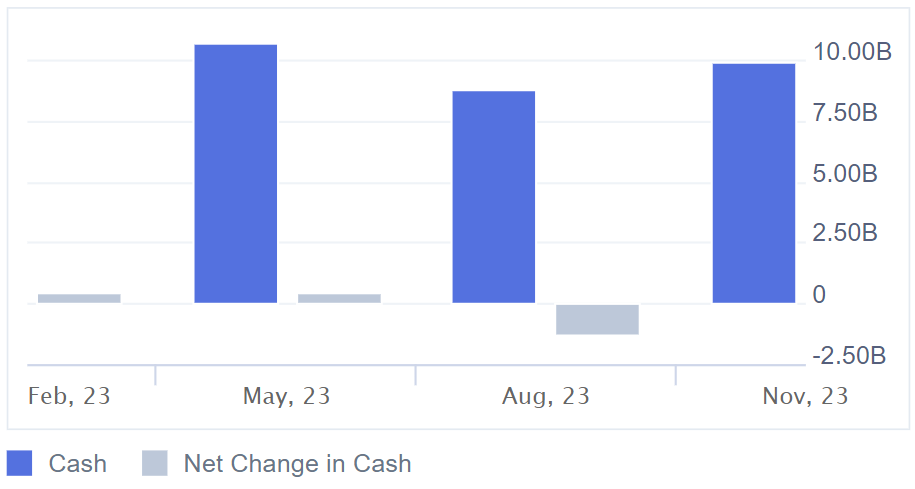 10.00B
7.50B
5.00B
2.50B
0
-2.50B
Feb, 23 May, 23 Aug, 23 Nov, 23
Cash Net Change in Cash